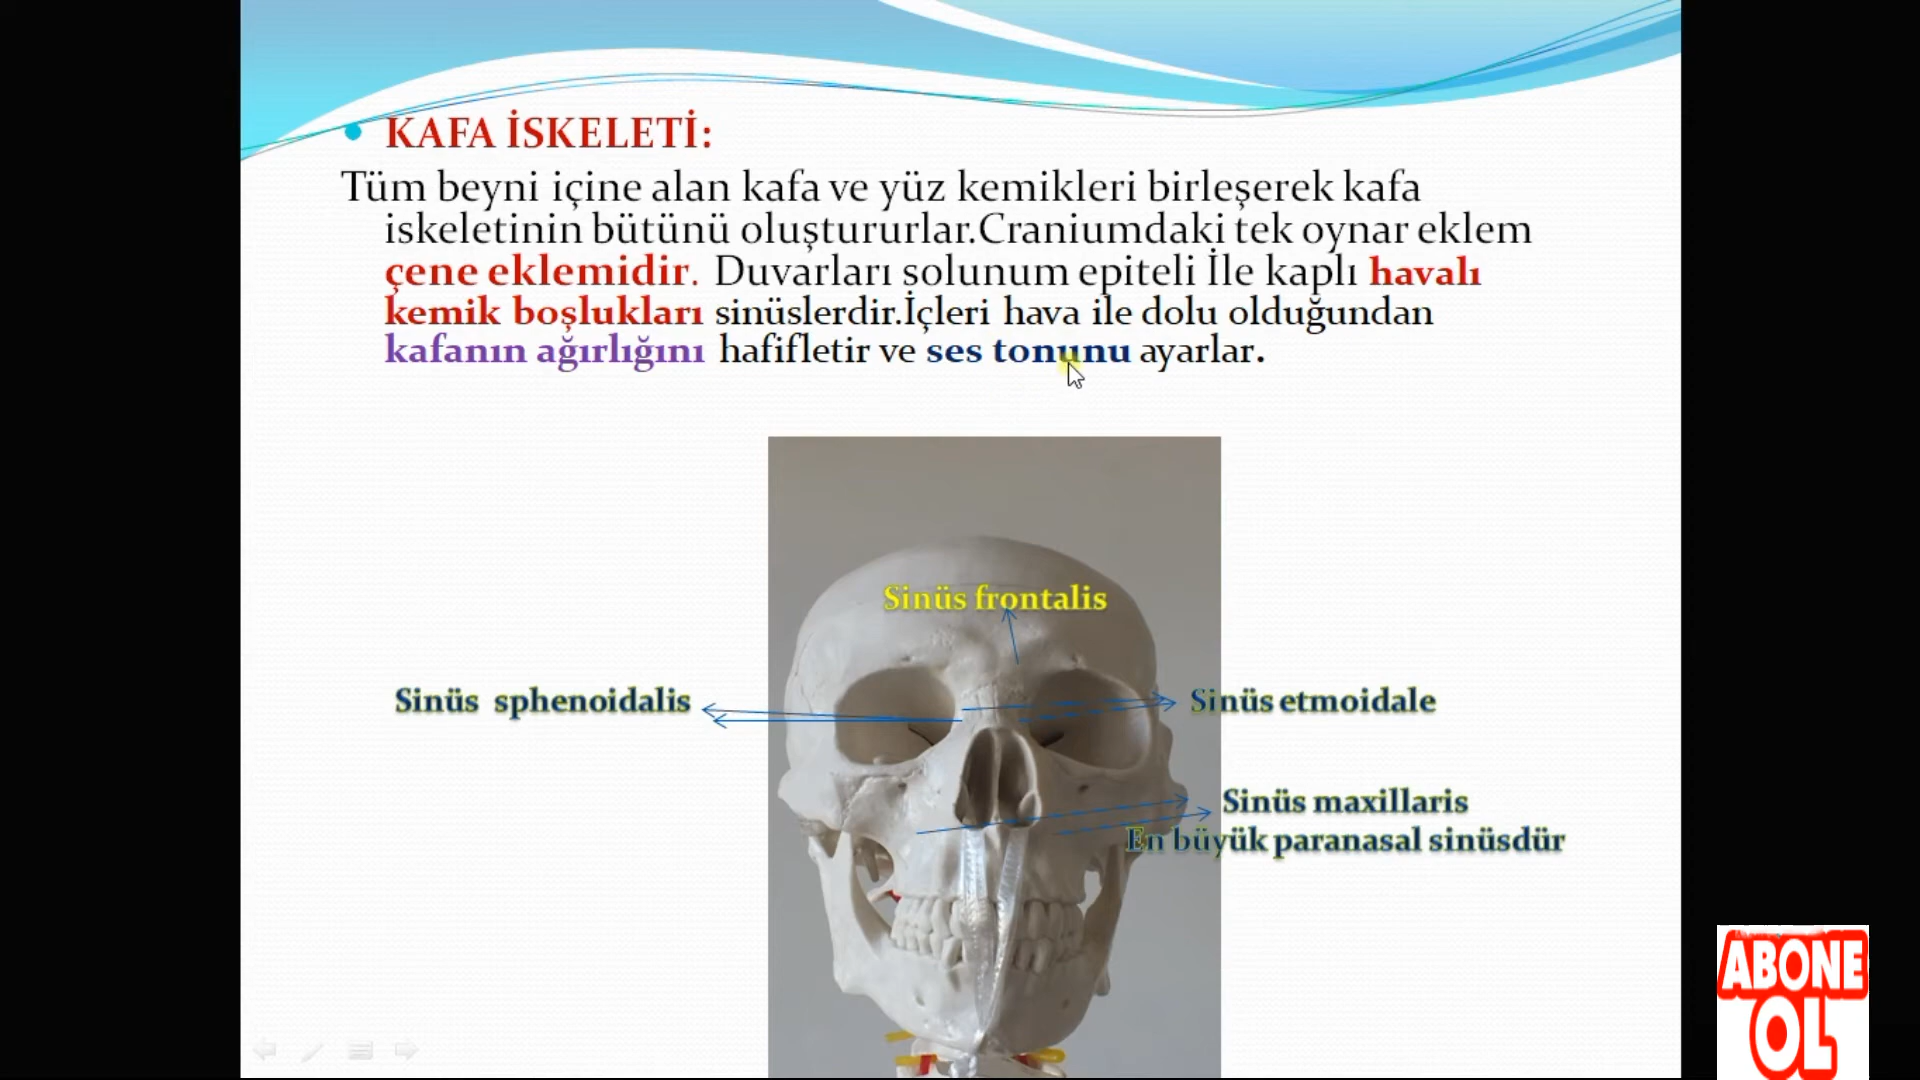 KAFA İSKELETİ:
Tüm beyni içine alan kafa ve yüz kemikleri birleşerek kafa
iskeletinin bütünü oluştururlar.Craniumdaki tek oynar eklem
çene eklemidir. Duvarları solunum epiteli İle kaplı havalı
kemik boşlukları sinüslerdir.İçleri hava ile dolu olduğundan
kafanın ağırlığını hafifletir ve ses tonunu ayarlar.
Sinüs frontalis
Sinüs sphenoidalis
Sinüs etmoidale
Sinüs maxillaris
En büyük paranasal sinüsdür
ABONE
OL